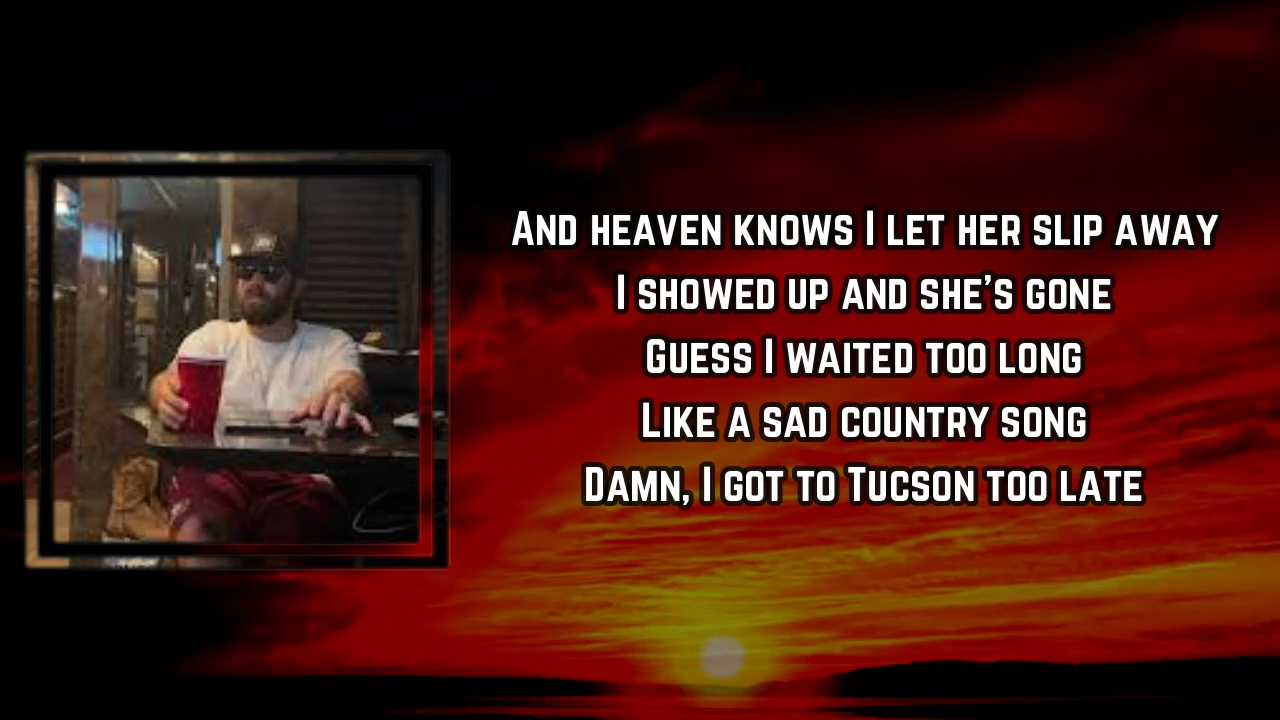 And heaven knows I let her slip away
I showed up and she's gone
Guess I waited too long
Like a sad country song
Damn, I got to Tucson too late